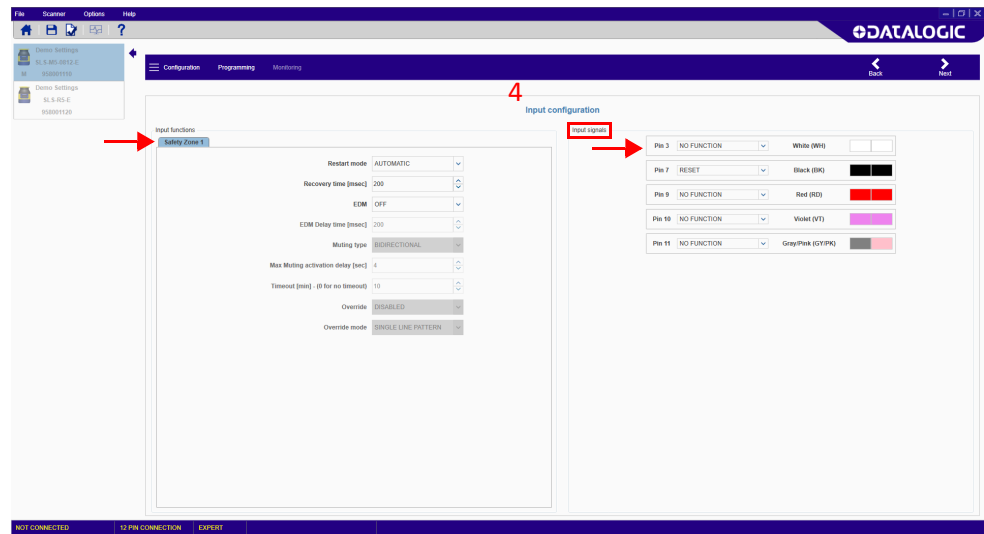 File Scanner Options Help
DATALOGIC
Demo Settings
SLS-M5-0812-E
M 958001110
Demo Settings
SLS-R5-E
958001120
Configuration Programming Monitoring
Back Next
4
Input configuration
Input functions
Safety Zone 1
Restart mode AUTOMATIC
Recovery time [msec] 200
EDM OFF
EDM Delay time [msec] 200
Muting type BIDIRECTIONAL
Max Muting activation delay [sec] 4
Timeout [min] - (0 for no timeout) 10
Override DISABLED
Override mode SINGLE LINE PATTERN
Input signals
Pin 3 NO FUNCTION White (WH)
Pin 7 RESET Black (BK)
Pin 9 NO FUNCTION Red (RD)
Pin 10 NO FUNCTION Violet (VT)
Pin 11 NO FUNCTION Gray/Pink (GY/PK)
NOT CONNECTED 12 PIN CONNECTION EXPERT